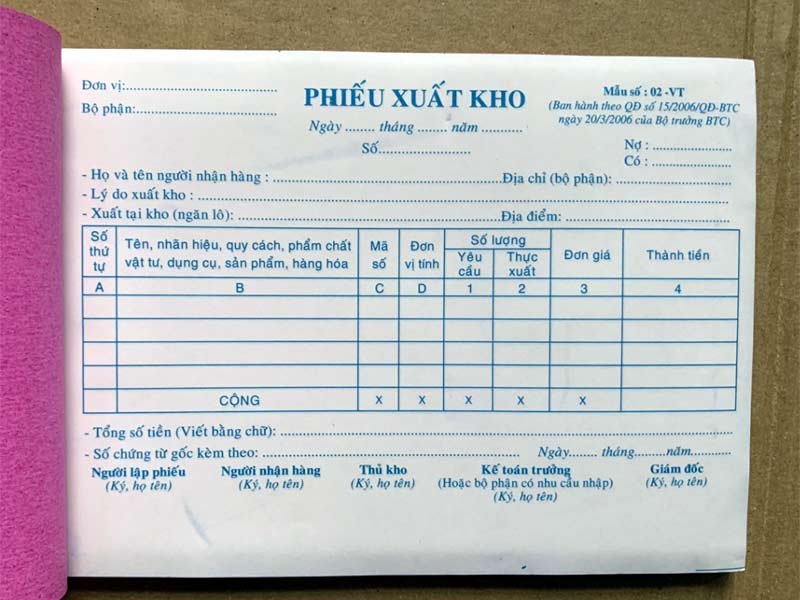 Đơn vị:.............................................
Bộ phận:..........................................
PHIẾU XUẤT KHO
Ngày ........ tháng ........ năm ...........
Số.........................
Mẫu số : 02 -VT
(Ban hành theo QĐ số 15/2006/QĐ-BTC
ngày 20/3/2006 của Bộ trưởng BTC)
Nợ : ......................
Có : ......................
- Họ và tên người nhận hàng : .......................................................Địa chỉ (bộ phận): ..............................
- Lý do xuất kho : ..........................................................................................................................
- Xuất tại kho (ngăn lô): ...............................................................Địa điểm: ..........................................
Số thứ tự | Tên, nhãn hiệu, quy cách, phẩm chất vật tư, dụng cụ, sản phẩm, hàng hóa | Mã số | Đơn vị tính | Số lượng | Yêu cầu | Thực xuất | Đơn giá | Thành tiền
A | B | C | D | 1 | 2 | 3 | 4
CỘNG | x | x | x | x | x
- Tổng số tiền (Viết bằng chữ): ..........................................................................................................
- Số chứng từ gốc kèm theo: .................................................. Ngày....... tháng........năm...........
Người lập phiếu Người nhận hàng Thủ kho Kế toán trưởng Giám đốc
(Ký, họ tên) (Ký, họ tên) (Ký, họ tên) (Hoặc bộ phận có nhu cầu nhập) (Ký, họ tên)
(Ký, họ tên)